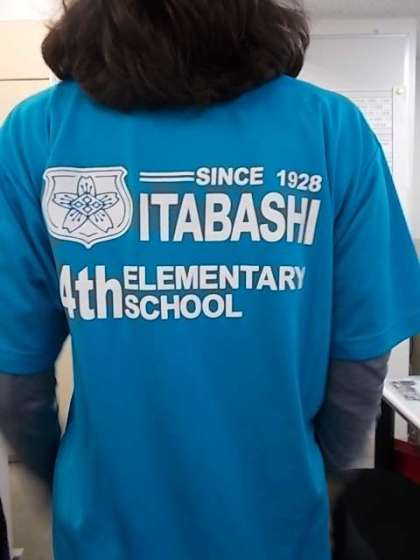 SINCE 1928
ITABASHI
4th ELEMENTARY
SCHOOL